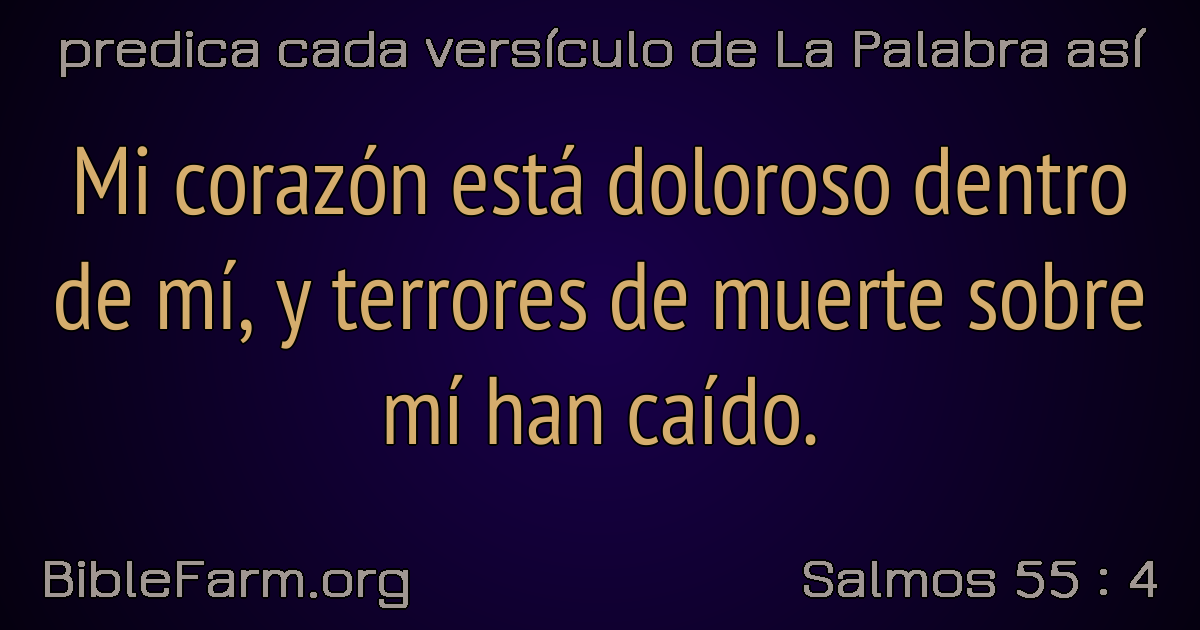 predica cada versículo de La Palabra así
Mi corazón está doloroso dentro
de mí, y terrores de muerte sobre
mí han caído.
BibleFarm.org
Salmos 55 : 4